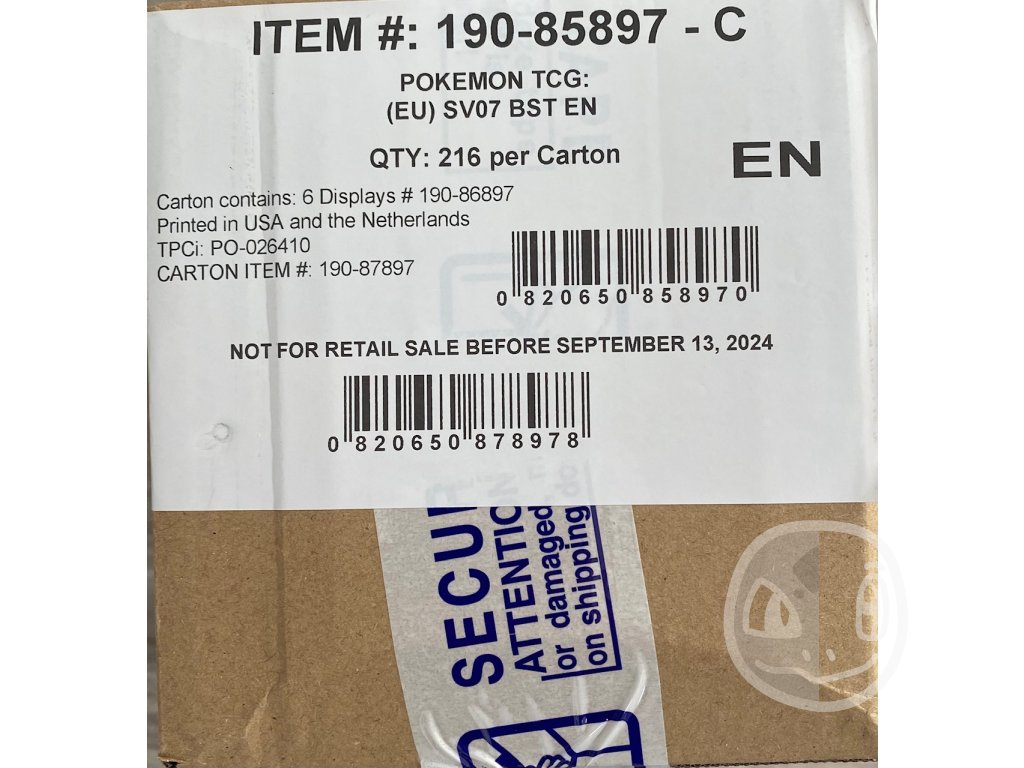 ITEM #: 190-85897 - C
POKEMON TCG:
(EU) SV07 BST EN
QTY: 216 per Carton
EN
Carton contains: 6 Displays # 190-86897
Printed in USA and the Netherlands
TPCi: PO-026410
CARTON ITEM #: 190-87897
0 820650 858970
NOT FOR RETAIL SALE BEFORE SEPTEMBER 13, 2024
0 820650 878978
ATTENTION
or damaged,
on shipping do